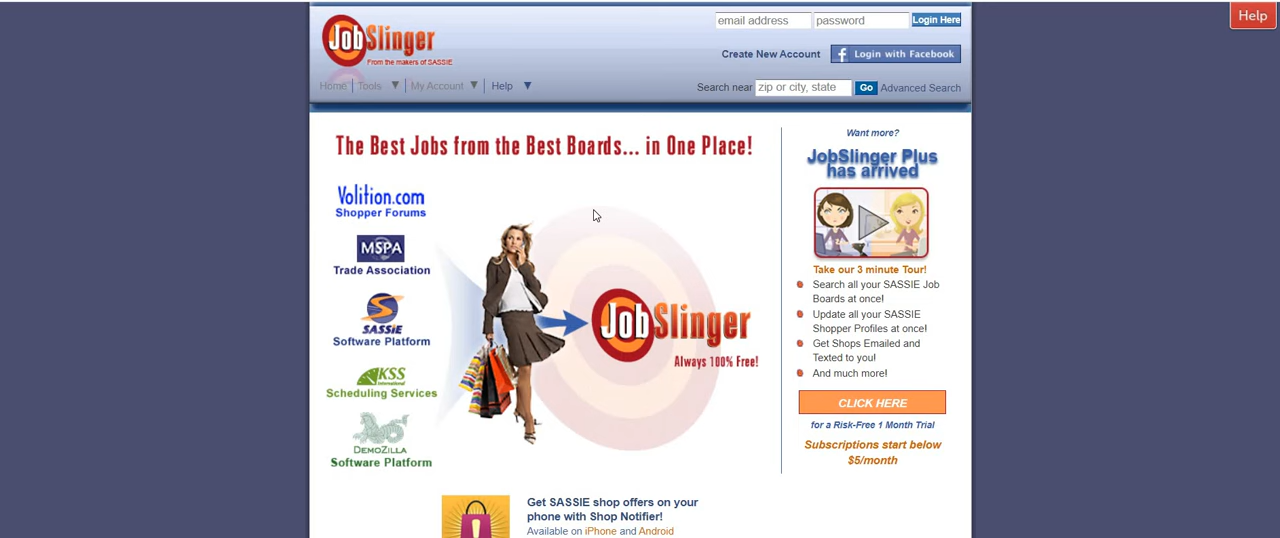 Help
email address password Login Here
JobSlinger
From the makers of SASSIE
Create New Account f Login with Facebook
Home Tools ▼ My Account ▼ Help ▼
Search near zip or city, state Go Advanced Search
The Best Jobs from the Best Boards... in One Place!
Volition.com
Shopper Forums
MSPA
Trade Association
SASSIE
Software Platform
KSS
International
Scheduling Services
DEMOZILLA
Software Platform
JobSlinger
Always 100% Free!
Want more?
JobSlinger Plus
has arrived
Take our 3 minute Tour!
Search all your SASSIE Job
Boards at once!
Update all your SASSIE
Shopper Profiles at once!
Get Shops Emailed and
Texted to you!
And much more!
CLICK HERE
for a Risk-Free 1 Month Trial
Subscriptions start below
$5/month
Get SASSIE shop offers on your
phone with Shop Notifier!
Available on iPhone and Android